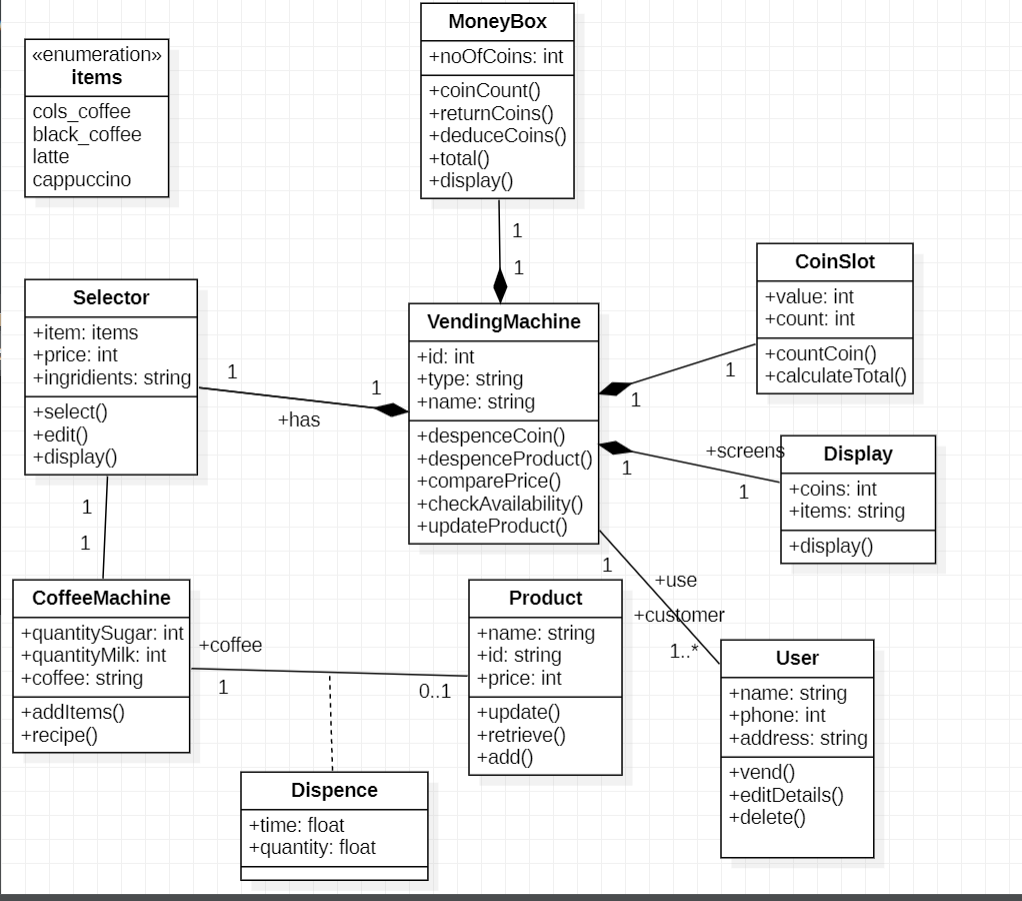 MoneyBox
+noOfCoins: int
+coinCount()
+returnCoins()
+deduceCoins()
+total()
+display()
«enumeration»
items
cols_coffee
black_coffee
latte
cappuccino
1
1
CoinSlot
+value: int
+count: int
+countCoin()
+calculateTotal()
Selector
+item: items
+price: int
+ingridients: string
+select()
+edit()
+display()
1
1
+has
VendingMachine
+id: int
+type: string
+name: string
+despenceCoin()
+despenceProduct()
+comparePrice()
+checkAvailability()
+updateProduct()
1
1
+screens
1
1
Display
+coins: int
+items: string
+display()
1
1
1
+use
+customer
1..*
CoffeeMachine
+quantitySugar: int
+quantityMilk: int
+coffee: string
+addItems()
+recipe()
+coffee
1
0..1
Product
+name: string
+id: string
+price: int
+update()
+retrieve()
+add()
User
+name: string
+phone: int
+address: string
+vend()
+editDetails()
+delete()
Dispence
+time: float
+quantity: float